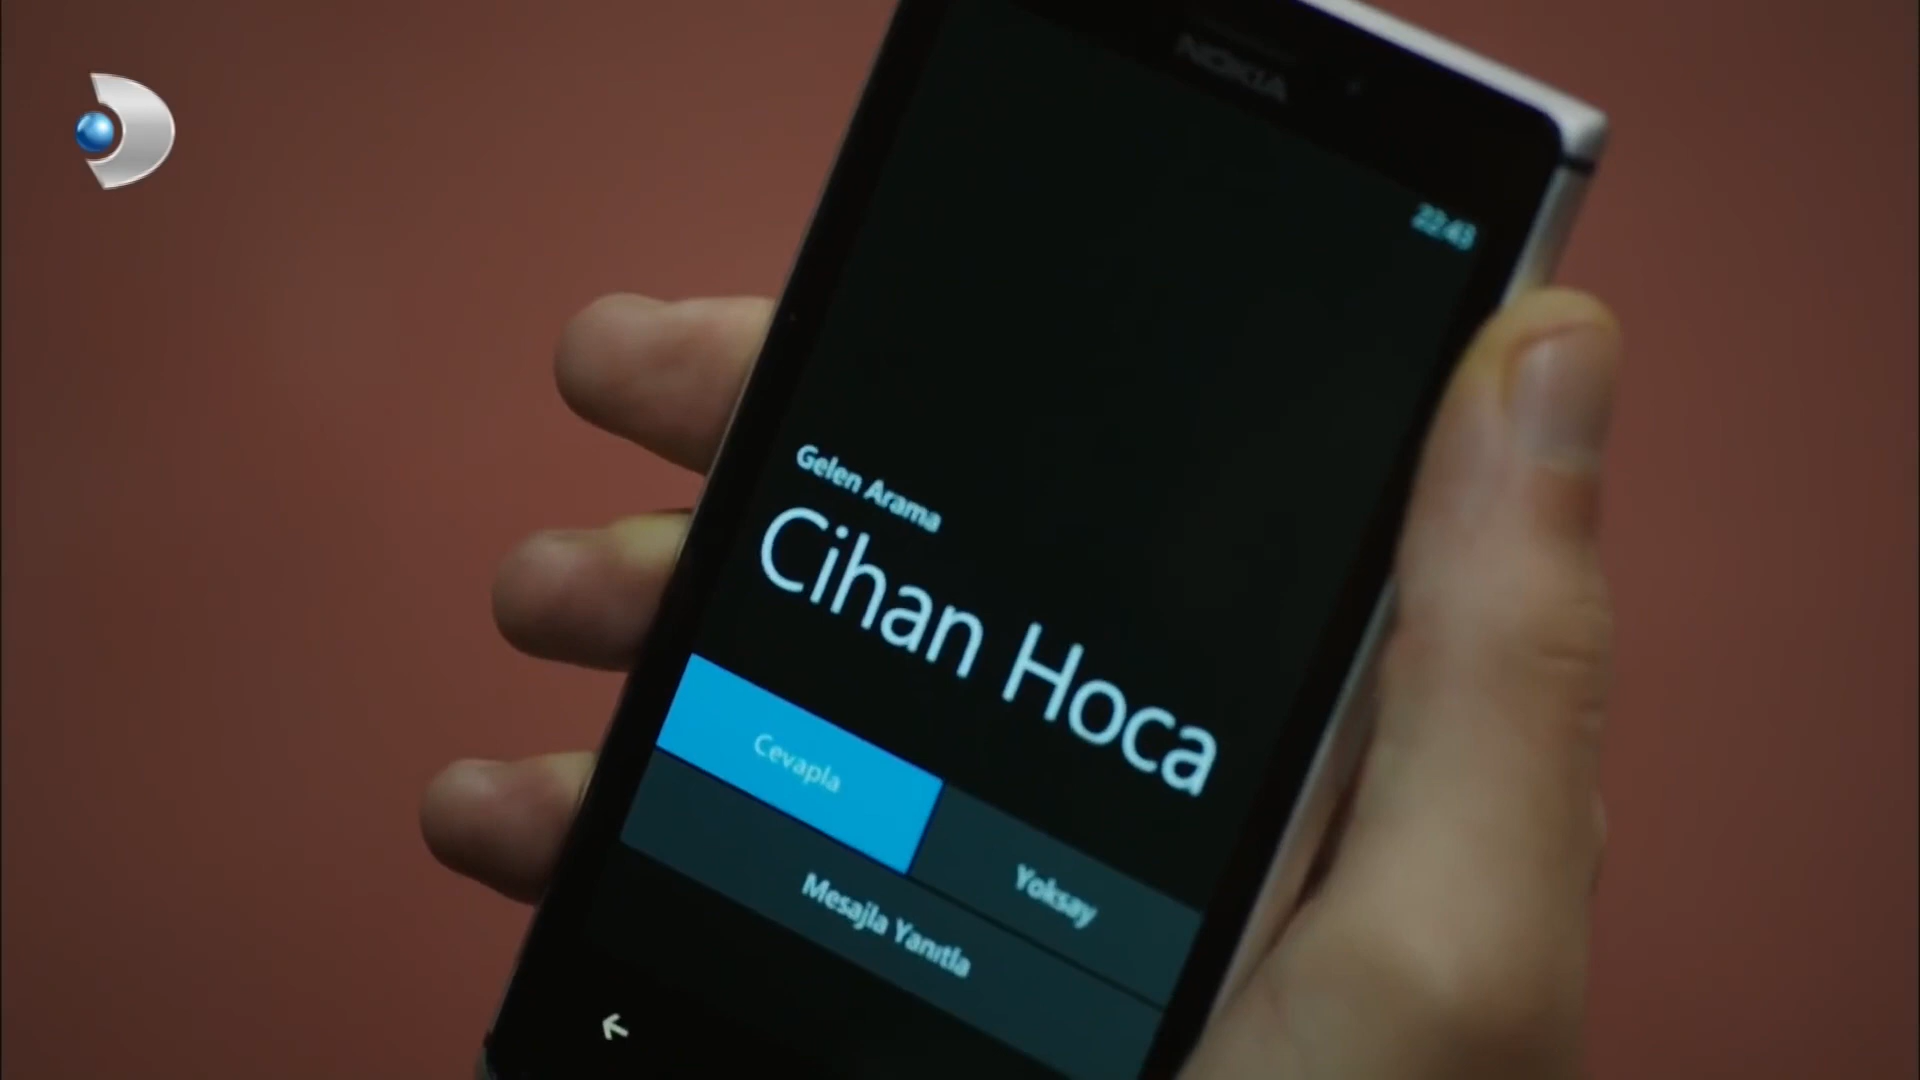 NOKIA
22:43
Gelen Arama
Cihan Hoca
Cevapla
Yoksay
Mesajla Yanıtla